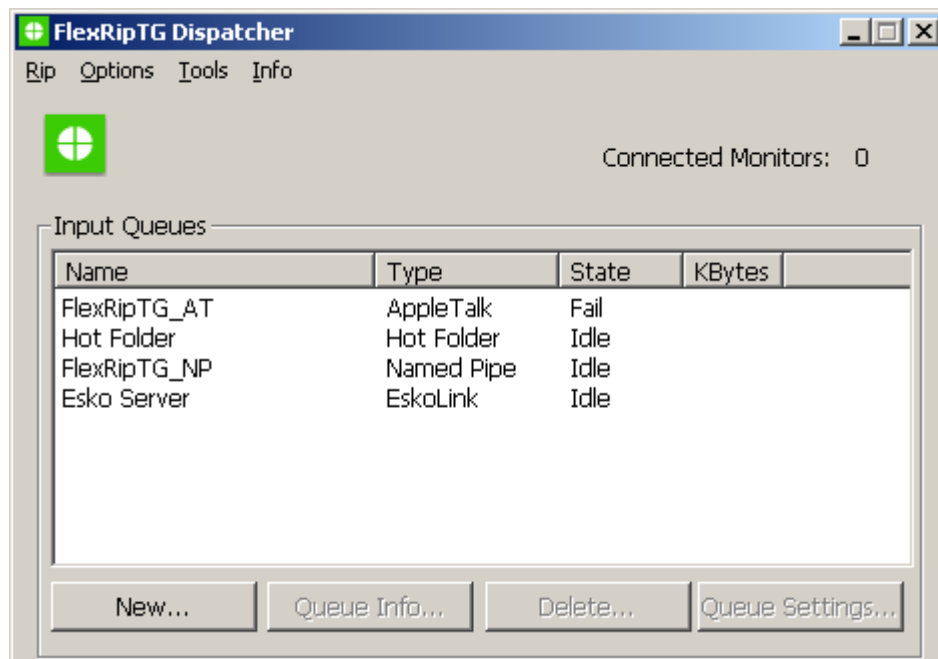 FlexRipTG Dispatcher
Rip Options Tools Info
Connected Monitors: 0
Input Queues
Name Type State KBytes
FlexRipTG_AT AppleTalk Fail
Hot Folder Hot Folder Idle
FlexRipTG_NP Named Pipe Idle
Esko Server EskoLink Idle
New... Queue Info... Delete... Queue Settings...